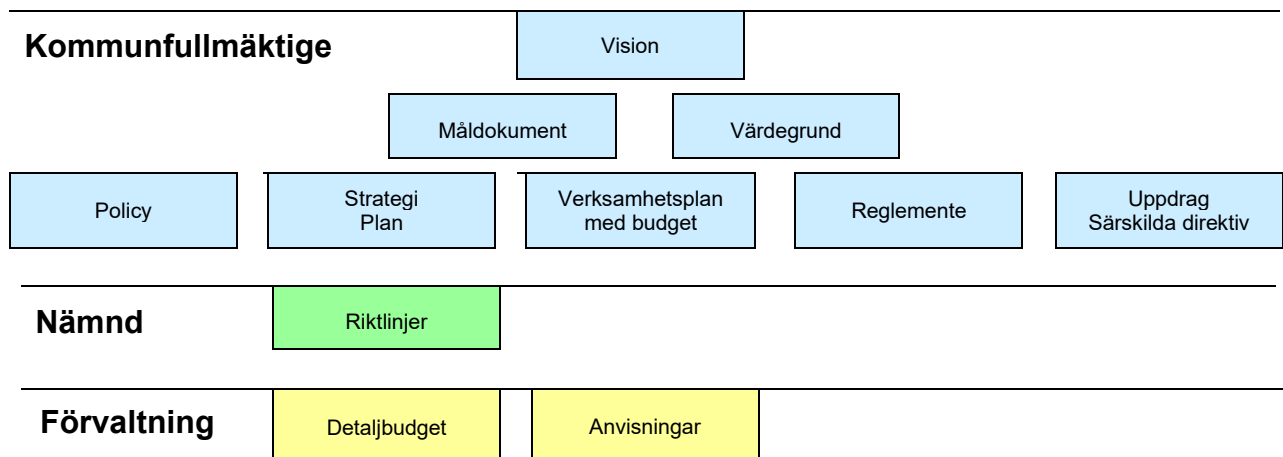 Kommunfullmäktige
Vision
Måldokument
Värdegrund
Policy
Strategi
Plan
Verksamhetsplan
med budget
Reglemente
Uppdrag
Särskilda direktiv
Nämnd
Riktlinjer
Förvaltning
Detaljbudget
Anvisningar